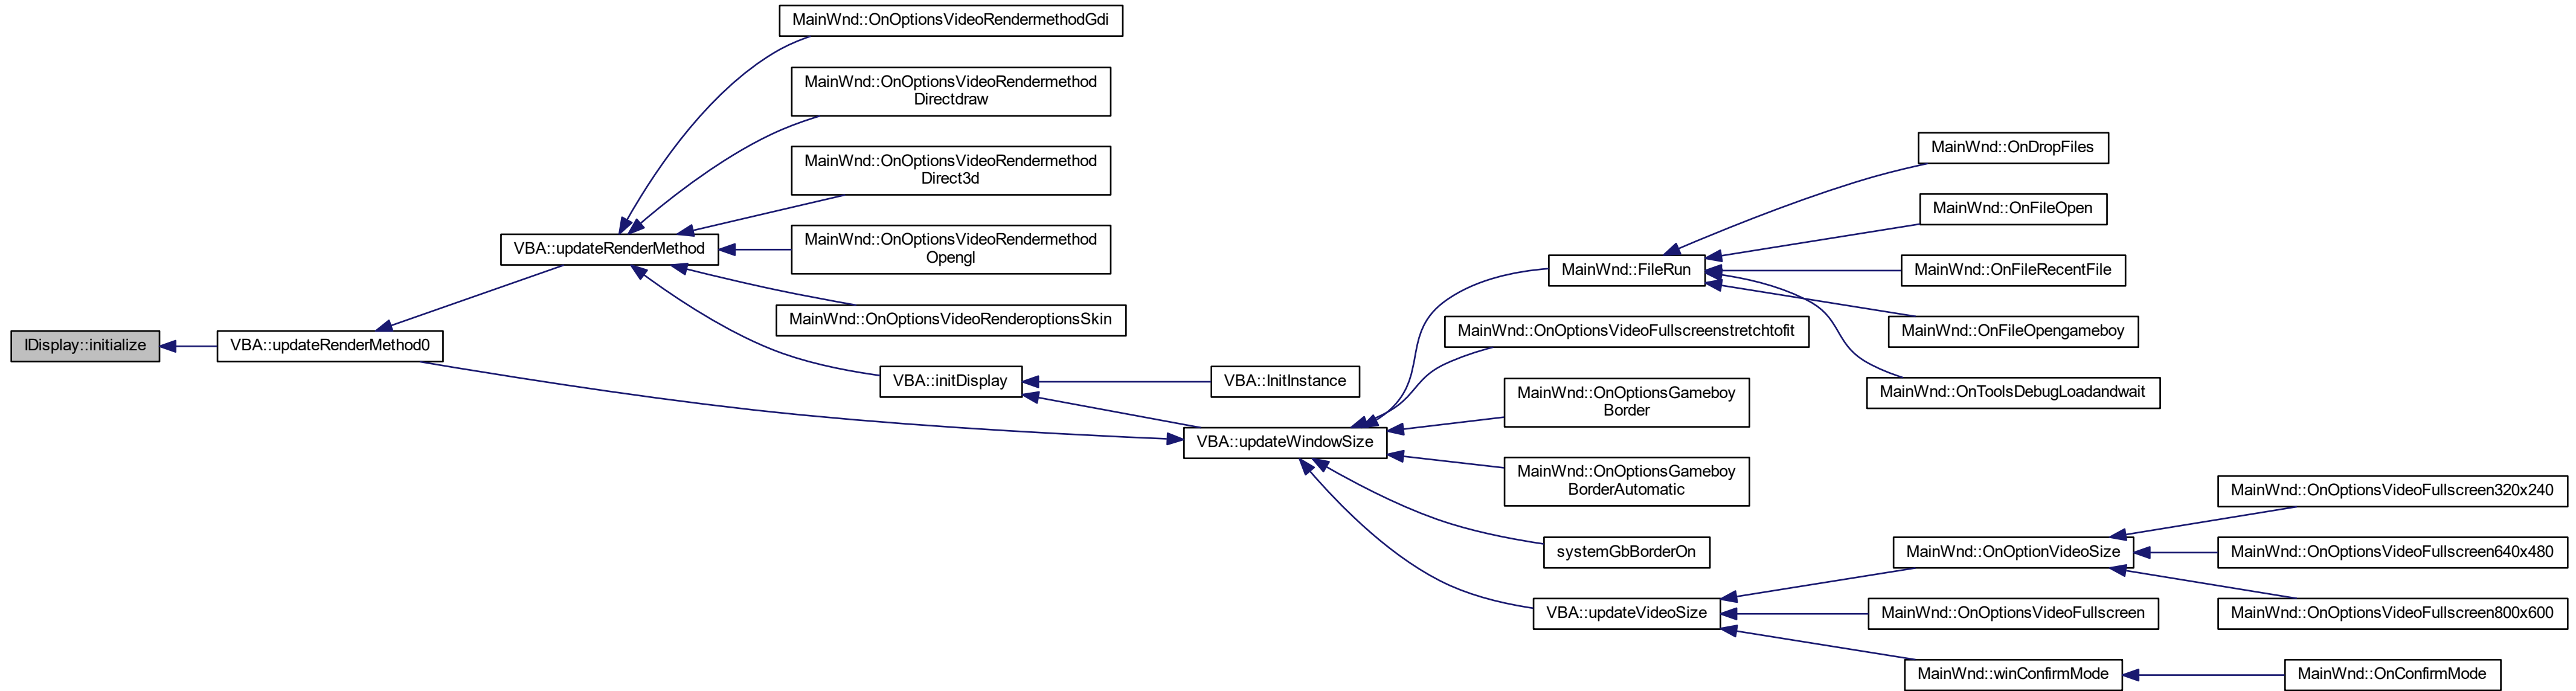 MainWnd::OnOptionsVideoRendermethodGdi
MainWnd::OnOptionsVideoRendermethod
Directdraw
MainWnd::OnOptionsVideoRendermethod
Direct3d
VBA::updateRenderMethod
MainWnd::OnOptionsVideoRendermethod
Opengl
MainWnd::OnOptionsVideoRenderoptionsSkin
IDisplay::initialize
VBA::updateRenderMethod0
VBA::initDisplay
VBA::InitInstance
VBA::updateWindowSize
MainWnd::FileRun
MainWnd::OnDropFiles
MainWnd::OnFileOpen
MainWnd::OnFileRecentFile
MainWnd::OnFileOpengameboy
MainWnd::OnToolsDebugLoadandwait
MainWnd::OnOptionsVideoFullscreenstretchtofit
MainWnd::OnOptionsGameboy
Border
MainWnd::OnOptionsGameboy
BorderAutomatic
systemGbBorderOn
VBA::updateVideoSize
MainWnd::OnOptionVideoSize
MainWnd::OnOptionsVideoFullscreen320x240
MainWnd::OnOptionsVideoFullscreen640x480
MainWnd::OnOptionsVideoFullscreen800x600
MainWnd::OnOptionsVideoFullscreen
MainWnd::winConfirmMode
MainWnd::OnConfirmMode